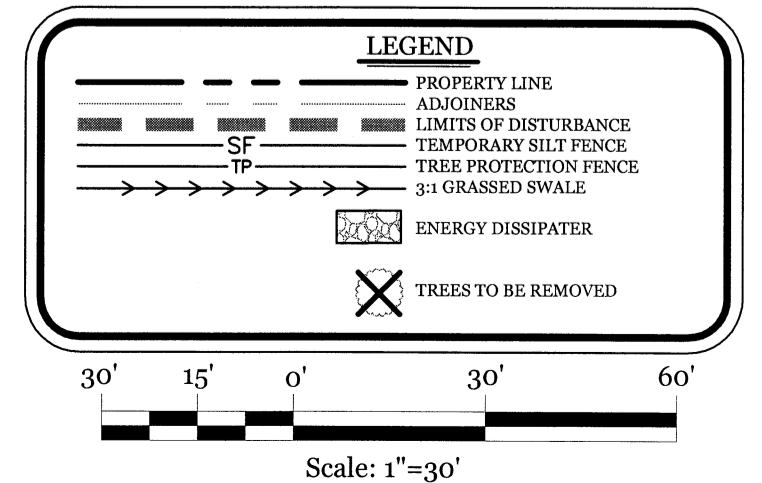 LEGEND
PROPERTY LINE
ADJOINERS
LIMITS OF DISTURBANCE
SF TEMPORARY SILT FENCE
TP TREE PROTECTION FENCE
3:1 GRASSED SWALE
ENERGY DISSIPATER
TREES TO BE REMOVED
30' 15' 0' 30' 60'
Scale: 1"=30'